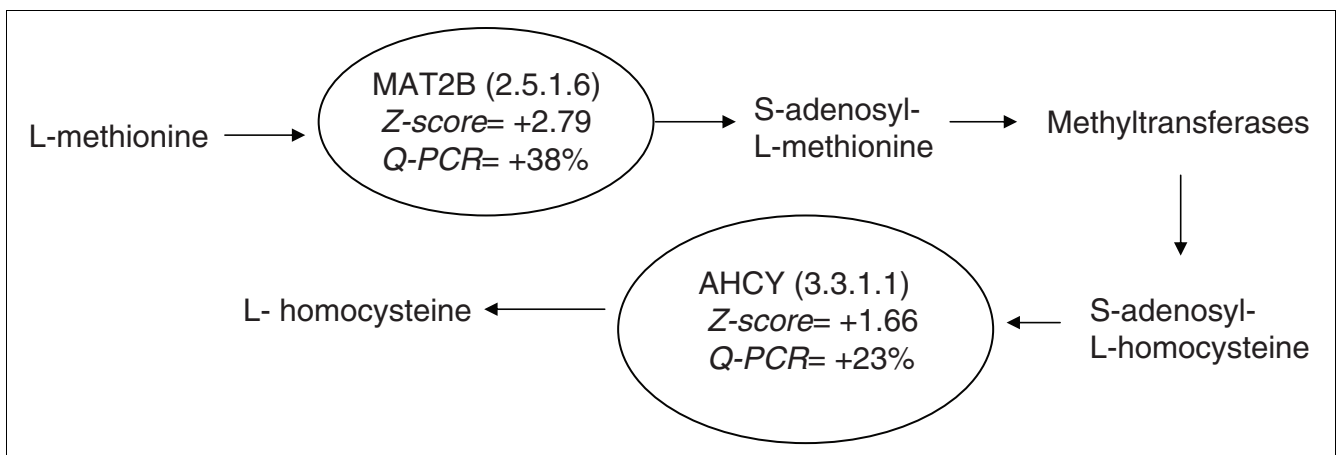 L-methionine
MAT2B (2.5.1.6)
Z-score= +2.79
Q-PCR= +38%
S-adenosyl-
L-methionine
Methyltransferases
S-adenosyl-
L-homocysteine
AHCY (3.3.1.1)
Z-score= +1.66
Q-PCR= +23%
L- homocysteine